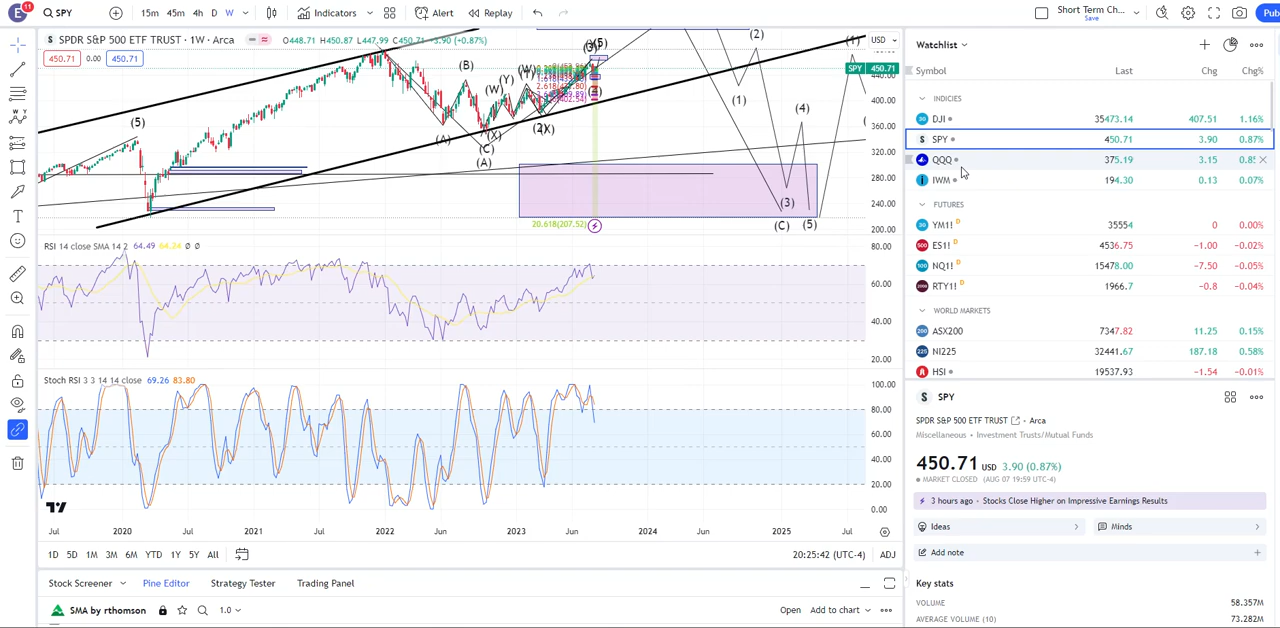 E 11 SPY 15m 45m 4h D W Indicators Alert Replay Short Term Ch... Save Pub
S SPDR S&P 500 ETF TRUST · 1W · Arca O448.71 H450.87 L447.99 +3.90 (+0.87%) USD
450.71 0.00 450.71
SPY 450.71
440.00
400.00
360.00
320.00
280.00
240.00
200.00
(5)
(B)
(W)
(Y)
(A)
(X)
(C)
(A)
(2)
(1)
(1)
(4)
(3)
(C) (5)
20.618(207.52)
RSI 14 close SMA 14 2 64.49 64.24 Ø Ø
80.00
60.00
40.00
20.00
Stoch RSI 3 3 14 14 close 69.26 83.80
100.00
80.00
60.00
40.00
20.00
0.00
Jul 2020 Jul 2021 Jul 2022 Jun 2023 Jun 2024 Jun 2025 Jul
1D 5D 1M 3M 6M YTD 1Y 5Y All 20:25:42 (UTC-4) ADJ
Stock Screener Pine Editor Strategy Tester Trading Panel
SMA by rthomson 1.0 Open Add to chart
Watchlist
Symbol Last Chg Chg%
INDICIES
DJI 35473.14 407.51 1.16%
SPY 450.71 3.90 0.87%
QQQ 375.19 3.15 0.8
IWM 194.30 0.13 0.07%
FUTURES
YM1! D 35554 0 0.00%
ES1! D 4536.75 −1.00 −0.02%
NQ1! D 15478.00 −7.50 −0.05%
RTY1! D 1966.7 −0.8 −0.04%
WORLD MARKETS
ASX200 7347.82 11.25 0.15%
NI225 32441.67 187.18 0.58%
HSI 19537.93 −1.54 −0.01%
S SPY
SPDR S&P 500 ETF TRUST · Arca
Miscellaneous · Investment Trusts/Mutual Funds
450.71 USD 3.90 (0.87%)
MARKET CLOSED (AUG 07 19:59 UTC-4)
3 hours ago · Stocks Close Higher on Impressive Earnings Results
Ideas Minds
Add note
Key stats
VOLUME 58.357M
AVERAGE VOLUME (10) 73.282M